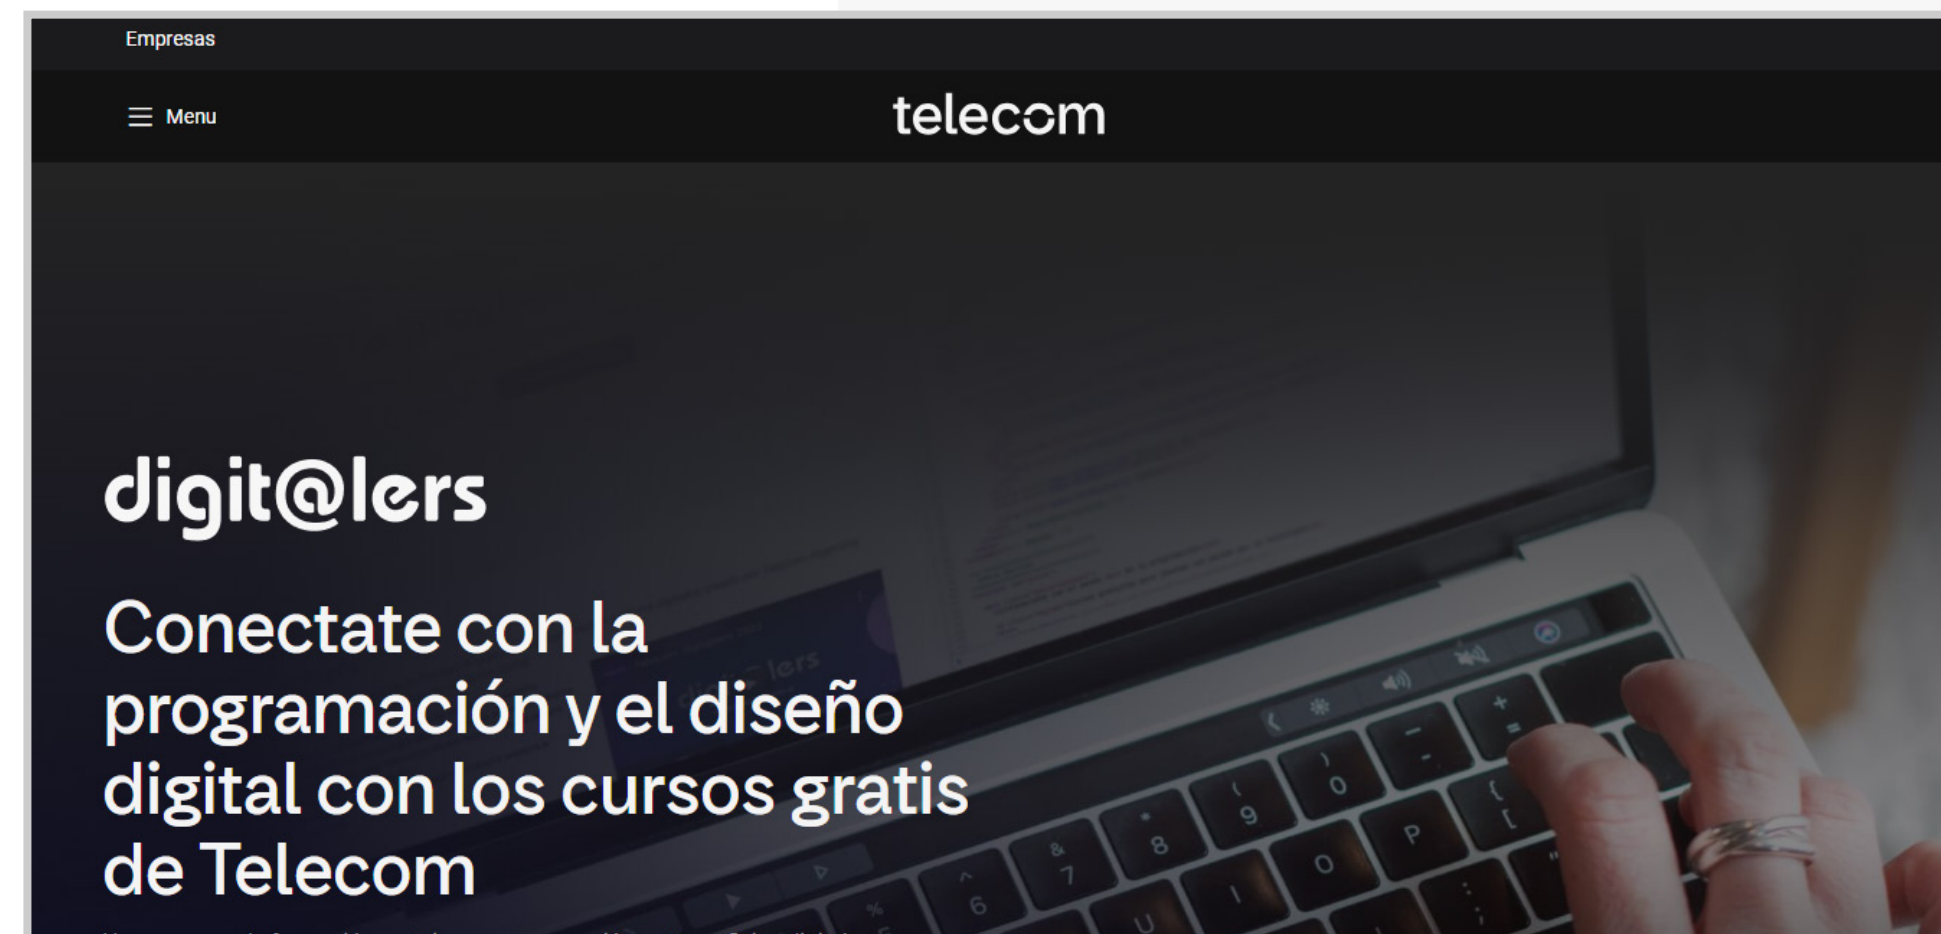 Empresas
Menu
telecom
digit@lers
Conectate con la
programación y el diseño
digital con los cursos gratis
de Telecom